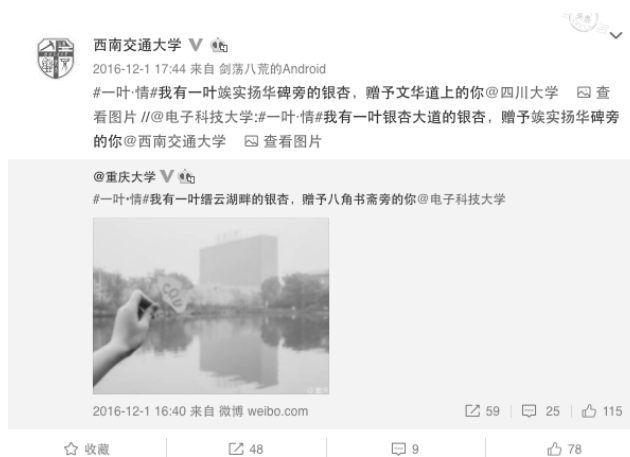 西南交通大学
2016-12-1 17:44 来自 剑荡八荒的Android
#一叶·情#我有一叶竢实扬华碑旁的银杏，赠予文华道上的你@四川大学 查
看图片 //@电子科技大学:#一叶·情#我有一叶银杏大道的银杏，赠予竢实扬华碑旁
的你@西南交通大学 查看图片
@重庆大学
#一叶•情#我有一叶缙云湖畔的银杏，赠予八角书斋旁的你@电子科技大学
CQU
2016-12-1 16:40 来自 微博 weibo.com 59 25 115
收藏 48 9 78